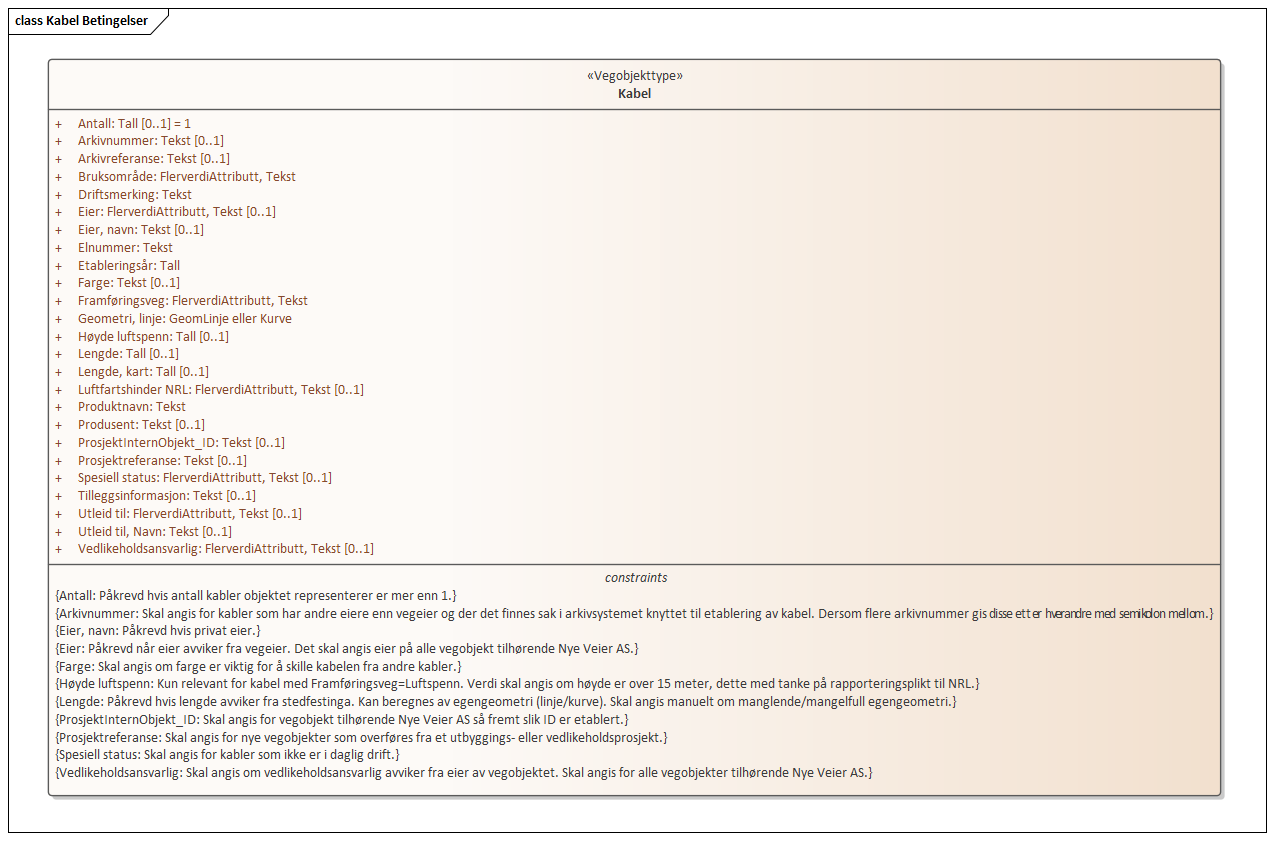 class Kabel Betingelser
«Vegobjekttype»
Kabel
+ Antall: Tall [0..1] = 1
+ Arkivnummer: Tekst [0..1]
+ Arkivreferanse: Tekst [0..1]
+ Bruksområde: FlerverdiAttributt, Tekst
+ Driftsmerking: Tekst
+ Eier: FlerverdiAttributt, Tekst [0..1]
+ Eier, navn: Tekst [0..1]
+ Elnummer: Tekst
+ Etableringsår: Tall
+ Farge: Tekst [0..1]
+ Framføringsveg: FlerverdiAttributt, Tekst
+ Geometri, linje: GeomLinje eller Kurve
+ Høyde luftspenn: Tall [0..1]
+ Lengde: Tall [0..1]
+ Lengde, kart: Tall [0..1]
+ Luftfartshinder NRL: FlerverdiAttributt, Tekst [0..1]
+ Produktnavn: Tekst
+ Produsent: Tekst [0..1]
+ ProsjektInternObjekt_ID: Tekst [0..1]
+ Prosjektreferanse: Tekst [0..1]
+ Spesiell status: FlerverdiAttributt, Tekst [0..1]
+ Tilleggsinformasjon: Tekst [0..1]
+ Utleid til: FlerverdiAttributt, Tekst [0..1]
+ Utleid til, Navn: Tekst [0..1]
+ Vedlikeholdsansvarlig: FlerverdiAttributt, Tekst [0..1]
constraints
{Antall: Påkrevd hvis antall kabler objektet representerer er mer enn 1.}
{Arkivnummer: Skal angis for kabler som har andre eiere enn vegeier og der det finnes sak i arkivsystemet knyttet til etablering av kabel. Dersom flere arkivnummer gis disse etter hverandre med semikolon mellom.}
{Eier, navn: Påkrevd hvis privat eier.}
{Eier: Påkrevd når eier avviker fra vegeier. Det skal angis eier på alle vegobjekt tilhørende Nye Veier AS.}
{Farge: Skal angis om farge er viktig for å skille kabelen fra andre kabler.}
{Høyde luftspenn: Kun relevant for kabel med Framføringsveg=Luftspenn. Verdi skal angis om høyde er over 15 meter, dette med tanke på rapporteringsplikt til NRL.}
{Lengde: Påkrevd hvis lengde avviker fra stedfestinga. Kan beregnes av egengeometri (linje/kurve). Skal angis manuelt om manglende/mangelfull egengeometri.}
{ProsjektInternObjekt_ID: Skal angis for vegobjekt tilhørende Nye Veier AS så fremt slik ID er etablert.}
{Prosjektreferanse: Skal angis for nye vegobjekter som overføres fra et utbyggings- eller vedlikeholdsprosjekt.}
{Spesiell status: Skal angis for kabler som ikke er i daglig drift.}
{Vedlikeholdsansvarlig: Skal angis om vedlikeholdsansvarlig avviker fra eier av vegobjektet. Skal angis for alle vegobjekter tilhørende Nye Veier AS.}